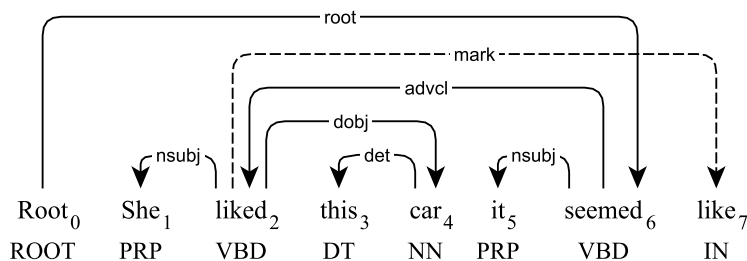 root
mark
advcl
dobj
nsubj det nsubj
Root0 She1 liked2 this3 car4 it5 seemed6 like7
ROOT PRP VBD DT NN PRP VBD IN